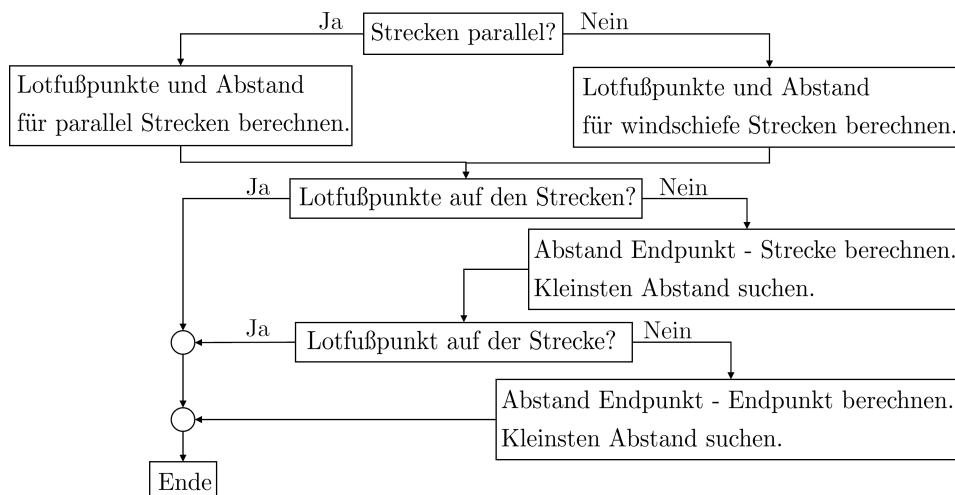 Ja
Strecken parallel?
Nein
Lotfußpunkte und Abstand
für parallel Strecken berechnen.
Lotfußpunkte und Abstand
für windschiefe Strecken berechnen.
Ja
Lotfußpunkte auf den Strecken?
Nein
Abstand Endpunkt - Strecke berechnen.
Kleinsten Abstand suchen.
Ja
Lotfußpunkt auf der Strecke?
Nein
Abstand Endpunkt - Endpunkt berechnen.
Kleinsten Abstand suchen.
Ende